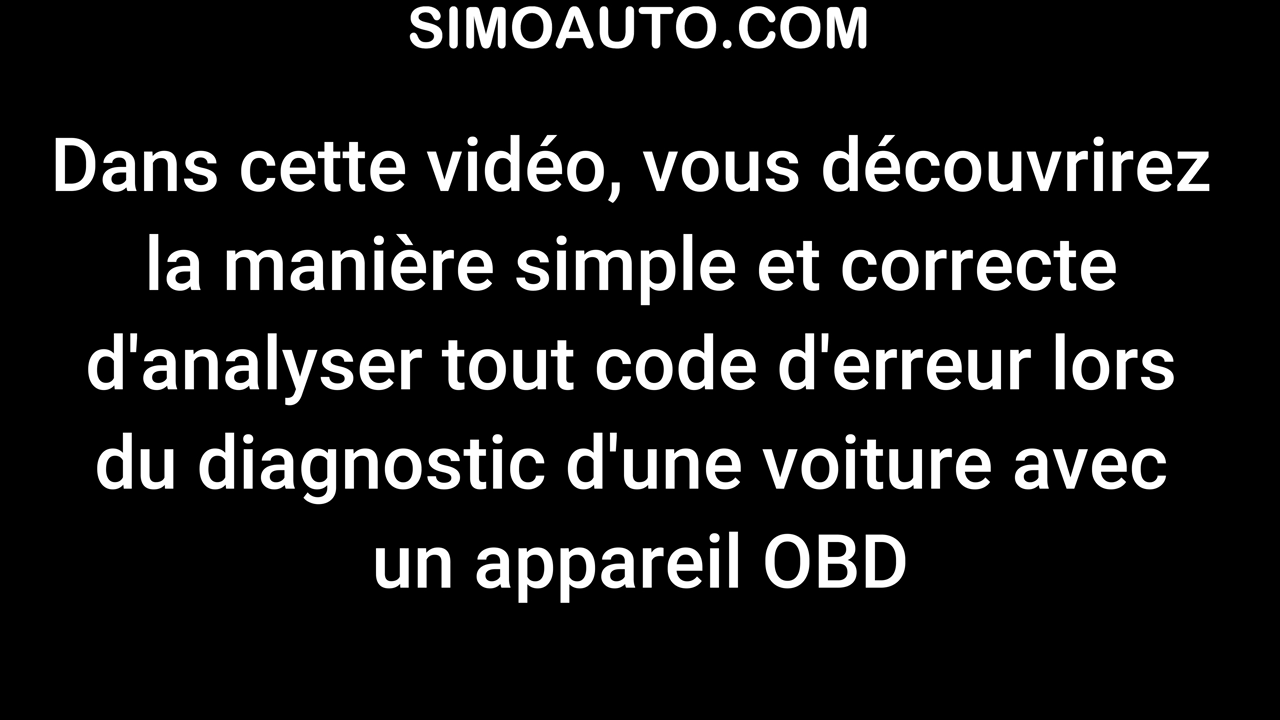 SIMOAUTO.COM
Dans cette vidéo, vous découvrirez
la manière simple et correcte
d'analyser tout code d'erreur lors
du diagnostic d'une voiture avec
un appareil OBD